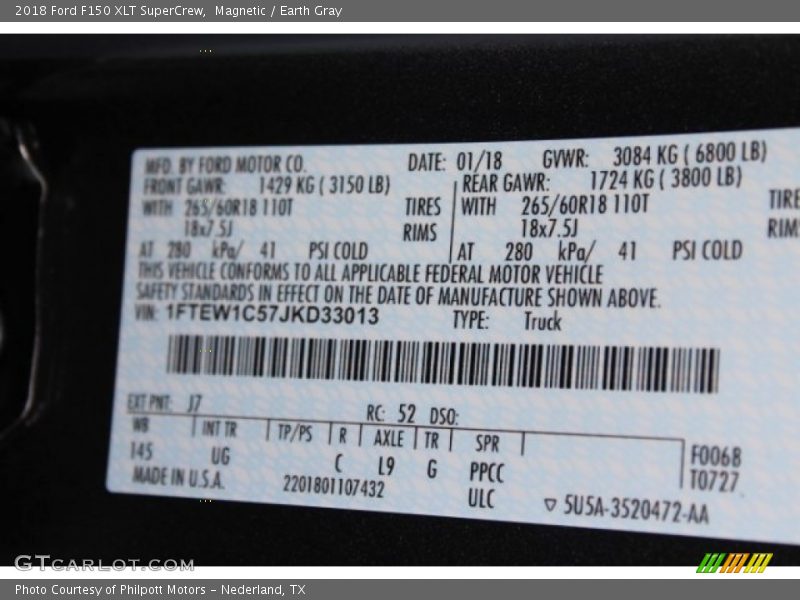 2018 Ford F150 XLT SuperCrew,  Magnetic / Earth Gray
MFD. BY FORD MOTOR CO. DATE: 01/18 GVWR: 3084 KG ( 6800 LB)
FRONT GAWR: 1429 KG ( 3150 LB) REAR GAWR: 1724 KG ( 3800 LB)
WITH 265/60R18 110T TIRES WITH 265/60R18 110T TIRE
18x7.5J RIMS 18x7.5J RIM
AT 280 kPa/ 41 PSI COLD AT 280 kPa/ 41 PSI COLD
THIS VEHICLE CONFORMS TO ALL APPLICABLE FEDERAL MOTOR VEHICLE
SAFETY STANDARDS IN EFFECT ON THE DATE OF MANUFACTURE SHOWN ABOVE.
VIN: 1FTEW1C57JKD33013 TYPE: Truck
EXT PNT: J7 RC: 52 DSO:
WB INT TR TP/PS R AXLE TR SPR F0068
145 UG C L9 G PPCC T0727
MADE IN U.S.A. 2201801107432 ULC ▽ 5U5A-3520472-AA
GTCARLOT.COM
Photo Courtesy of Philpott Motors - Nederland, TX